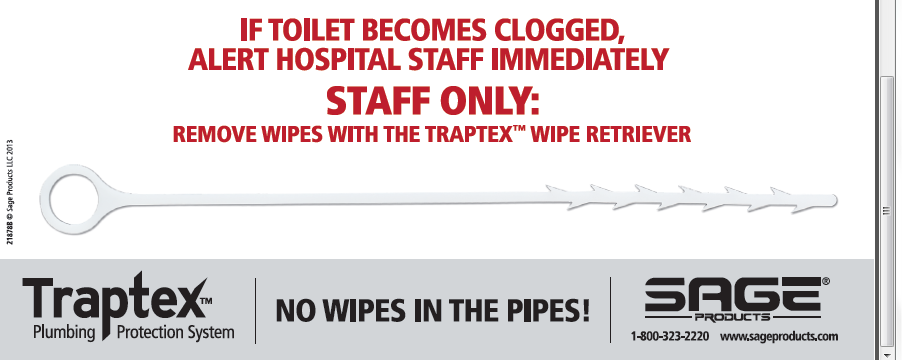 IF TOILET BECOMES CLOGGED,
ALERT HOSPITAL STAFF IMMEDIATELY
STAFF ONLY:
REMOVE WIPES WITH THE TRAPTEX™ WIPE RETRIEVER
21878B © Sage Products LLC 2013
Traptex™
Plumbing Protection System
NO WIPES IN THE PIPES!
SAGE®
PRODUCTS
1-800-323-2220 www.sageproducts.com